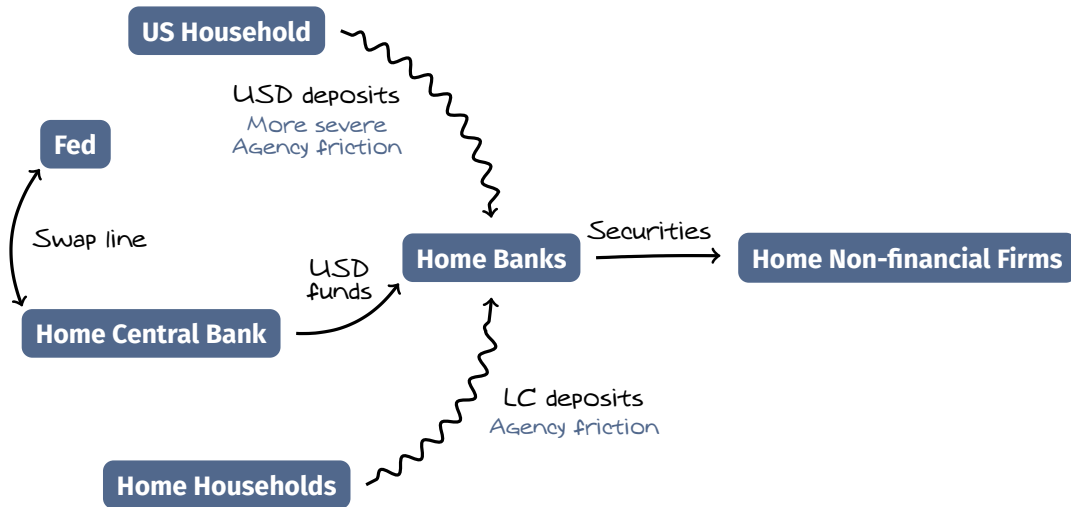 US Household
USD deposits
More severe
Agency friction
Fed
Swap line
USD
funds
Home Central Bank
Home Banks
Securities
Home Non-financial Firms
LC deposits
Agency friction
Home Households